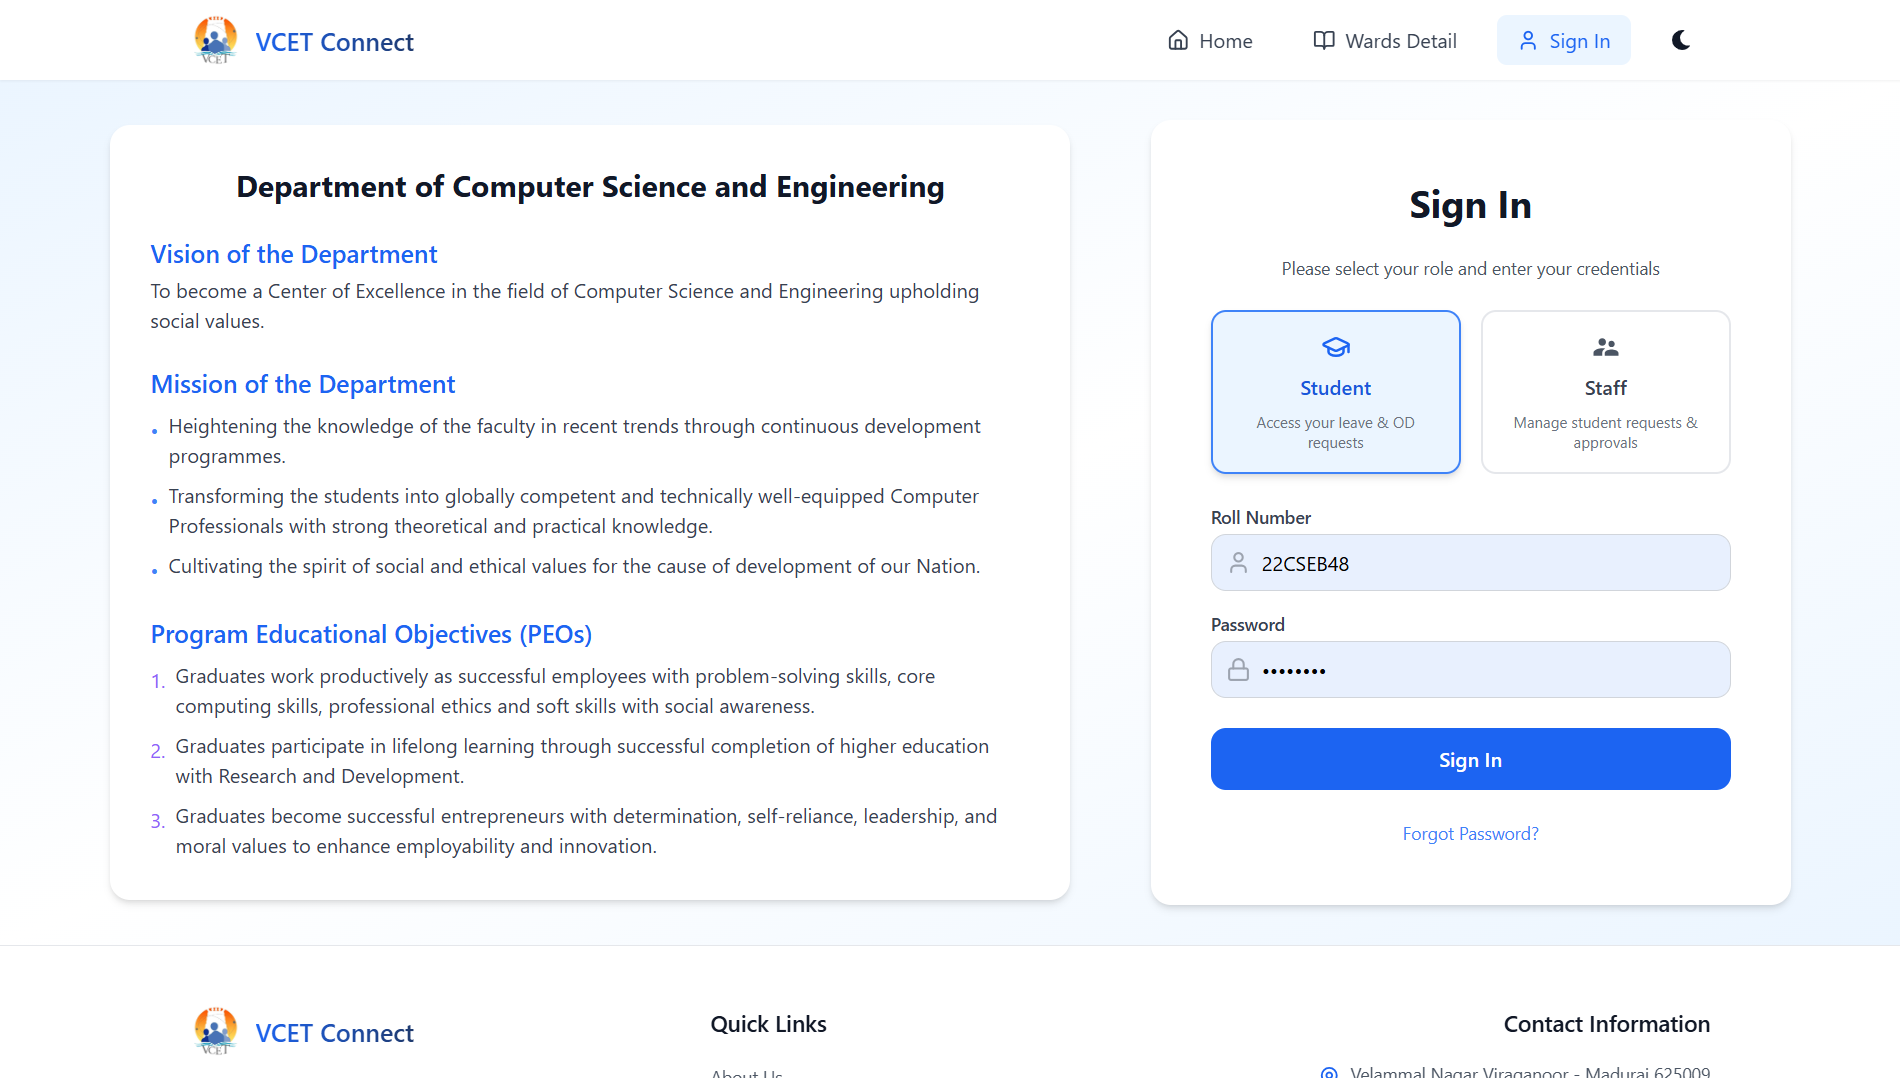 VCET Connect
Home
Wards Detail
Sign In
Department of Computer Science and Engineering
Vision of the Department
To become a Center of Excellence in the field of Computer Science and Engineering upholding
social values.
Mission of the Department
• Heightening the knowledge of the faculty in recent trends through continuous development
programmes.
• Transforming the students into globally competent and technically well-equipped Computer
Professionals with strong theoretical and practical knowledge.
• Cultivating the spirit of social and ethical values for the cause of development of our Nation.
Program Educational Objectives (PEOs)
1. Graduates work productively as successful employees with problem-solving skills, core
computing skills, professional ethics and soft skills with social awareness.
2. Graduates participate in lifelong learning through successful completion of higher education
with Research and Development.
3. Graduates become successful entrepreneurs with determination, self-reliance, leadership, and
moral values to enhance employability and innovation.
Sign In
Please select your role and enter your credentials
Student
Access your leave & OD
requests
Staff
Manage student requests &
approvals
Roll Number
22CSEB48
Password
••••••••
Sign In
Forgot Password?
VCET
VCET Connect
Quick Links
About Us
Contact Information
Velammal Nagar Viraganoor - Madurai 625009